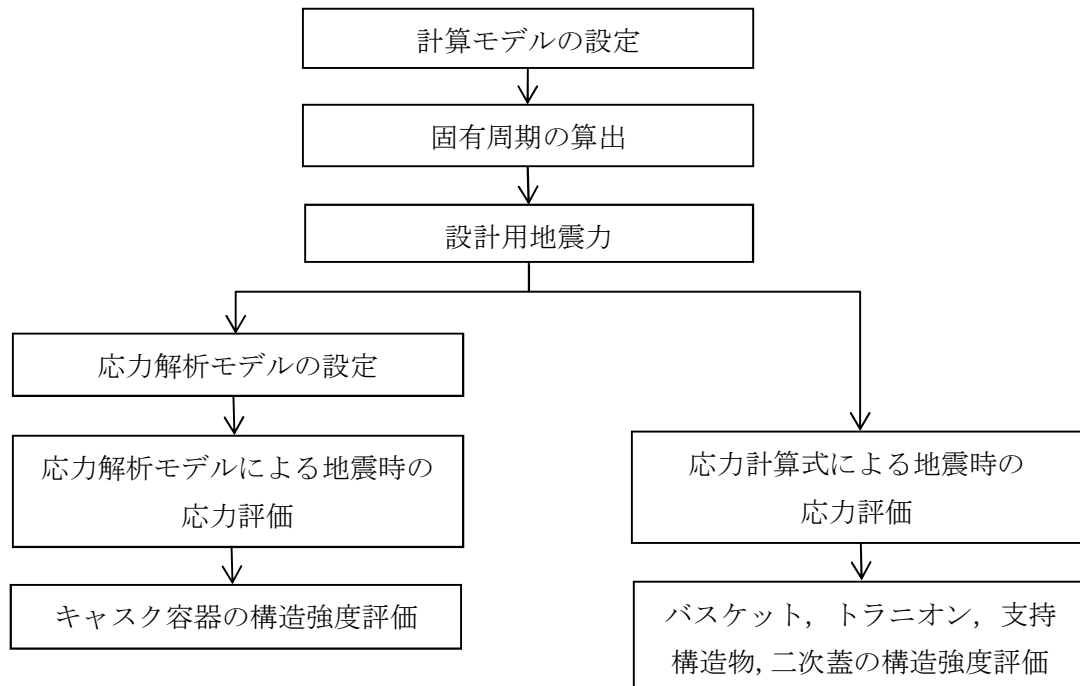 計算モデルの設定
固有周期の算出
設計用地震力
応力解析モデルの設定
応力解析モデルによる地震時の
応力評価
キャスク容器の構造強度評価
応力計算式による地震時の
応力評価
バスケット，トラニオン，支持
構造物,二次蓋の構造強度評価